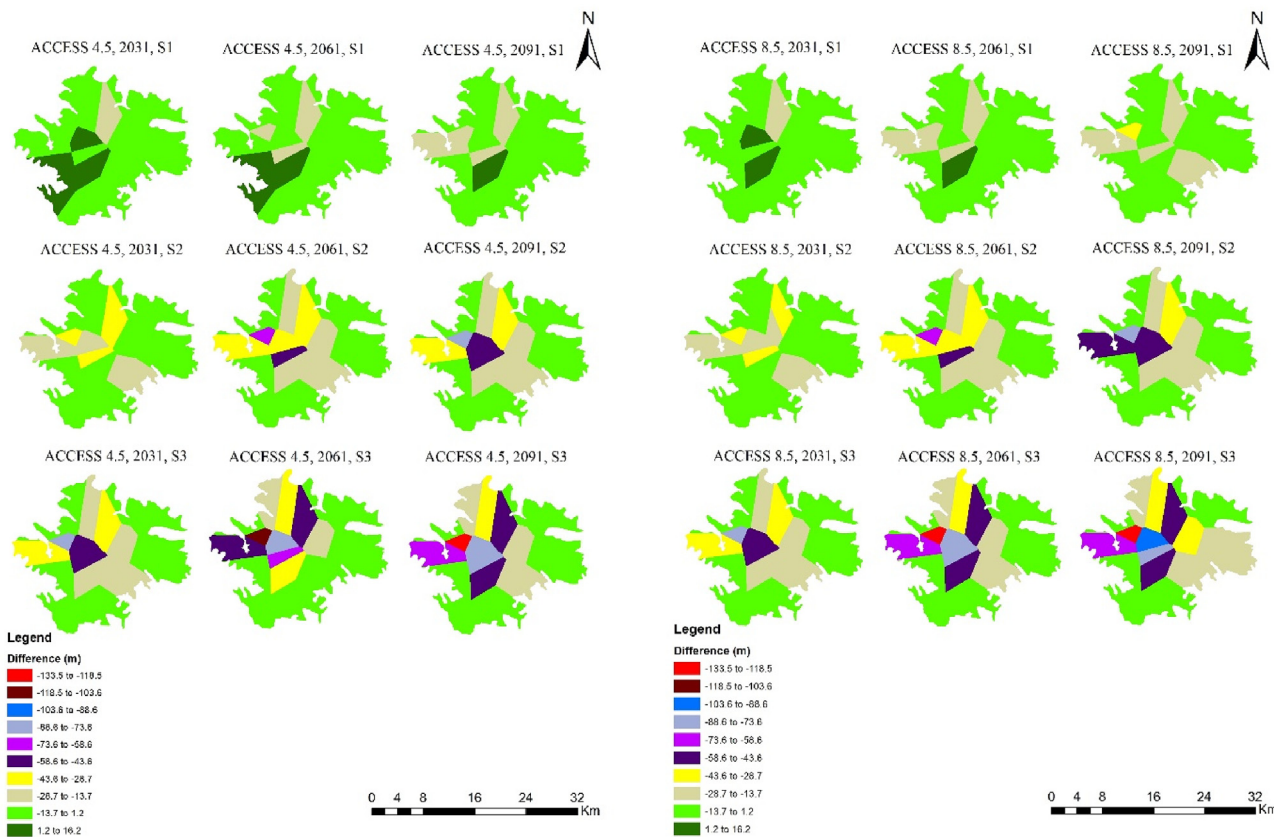 N
ACCESS 4.5, 2031, S1
ACCESS 4.5, 2061, S1
ACCESS 4.5, 2091, S1
ACCESS 4.5, 2031, S2
ACCESS 4.5, 2061, S2
ACCESS 4.5, 2091, S2
ACCESS 4.5, 2031, S3
ACCESS 4.5, 2061, S3
ACCESS 4.5, 2091, S3
Legend
Difference (m)
-133.5 to -118.5
-118.5 to -103.6
-103.6 to -88.6
-88.6 to -73.6
-73.6 to -58.6
-58.6 to -43.6
-43.6 to -28.7
-28.7 to -13.7
-13.7 to 1.2
1.2 to 16.2
0 4 8 16 24 32
Km
N
ACCESS 8.5, 2031, S1
ACCESS 8.5, 2061, S1
ACCESS 8.5, 2091, S1
ACCESS 8.5, 2031, S2
ACCESS 8.5, 2061, S2
ACCESS 8.5, 2091, S2
ACCESS 8.5, 2031, S3
ACCESS 8.5, 2061, S3
ACCESS 8.5, 2091, S3
Legend
Difference (m)
-133.5 to -118.5
-118.5 to -103.6
-103.6 to -88.6
-88.6 to -73.6
-73.6 to -58.6
-58.6 to -43.6
-43.6 to -28.7
-28.7 to -13.7
-13.7 to 1.2
1.2 to 16.2
0 4 8 16 24 32
Km